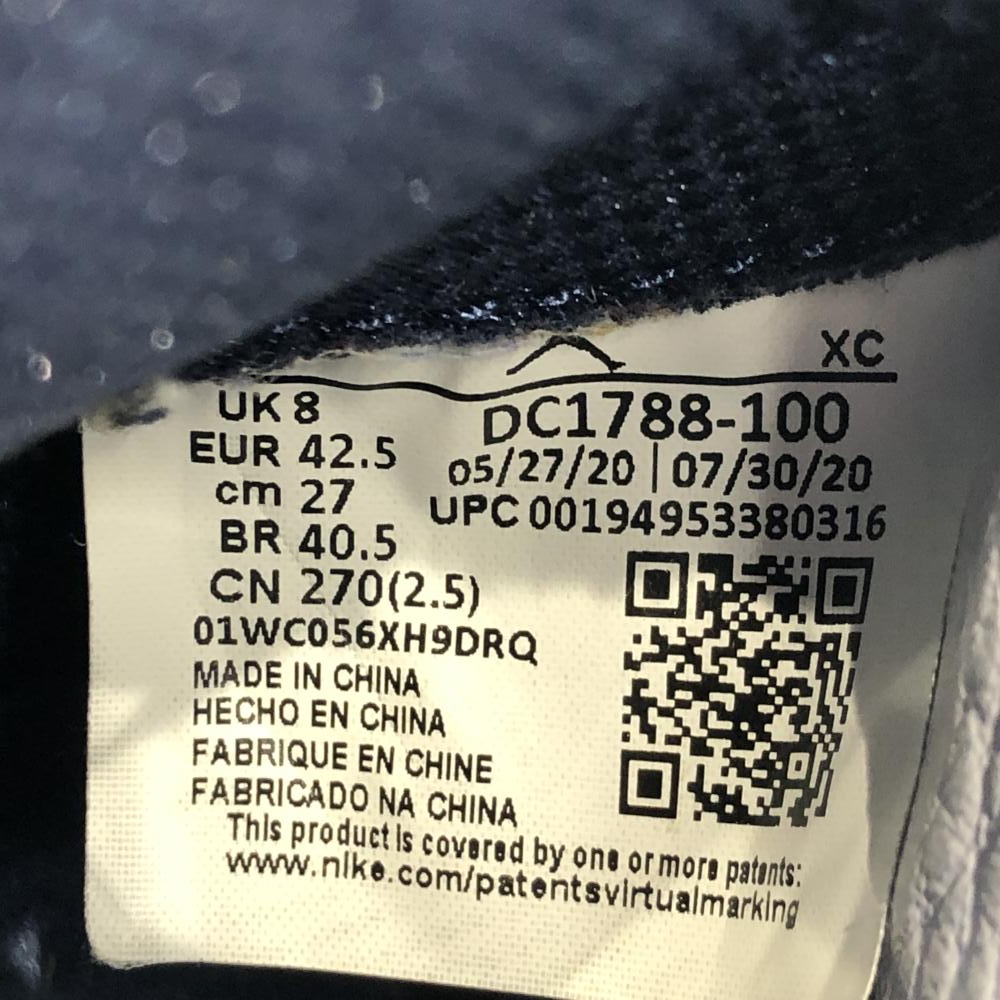 XC
UK 8
EUR 42.5
cm 27
BR 40.5
CN 270(2.5)
DC1788-100
05/27/20 | 07/30/20
UPC 00194953380316
01WC056XH9DRQ
MADE IN CHINA
HECHO EN CHINA
FABRIQUE EN CHINE
FABRICADO NA CHINA
This product is covered by one or more patents:
www.nike.com/patentsvirtualmarking